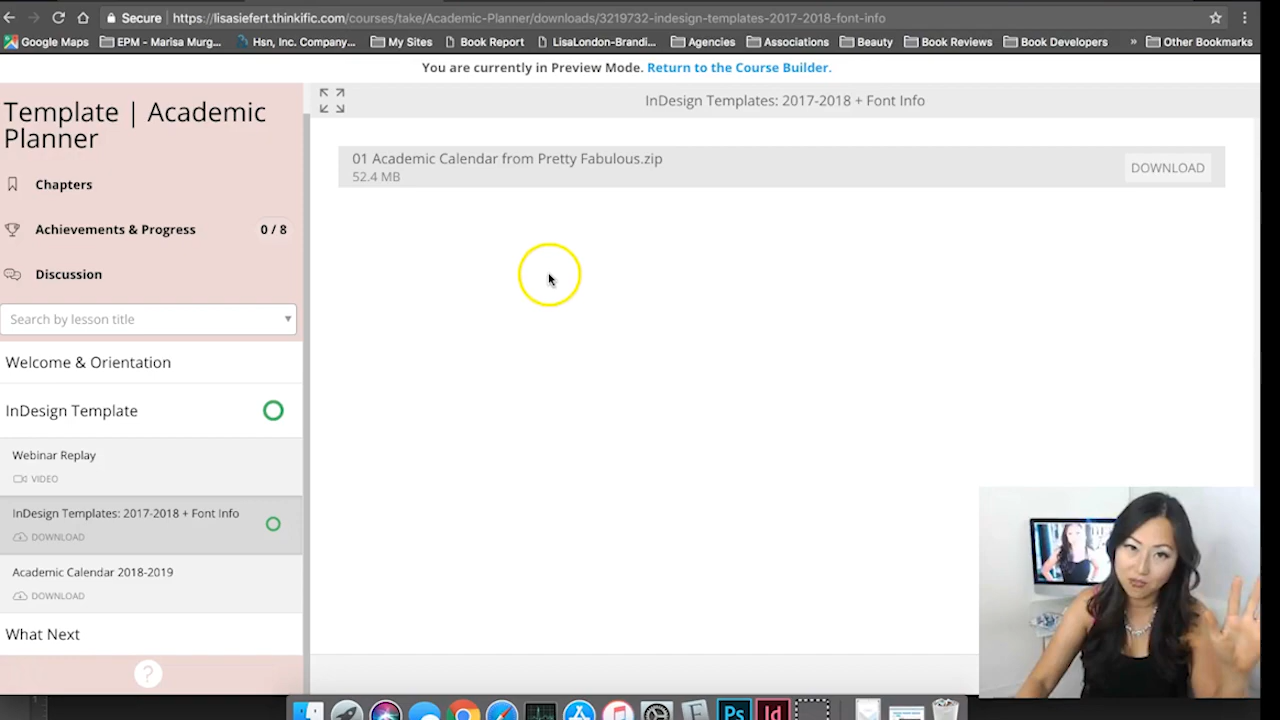 Secure
https://lisasiefert.thinkific.com/courses/take/Academic-Planner/downloads/3219732-indesign-templates-2017-2018-font-info
Google Maps
EPM - Marisa Murg...
Hsn, Inc. Company...
My Sites
Book Report
LisaLondon-Brandi...
Agencies
Associations
Beauty
Book Reviews
Book Developers
»
Other Bookmarks
You are currently in Preview Mode. Return to the Course Builder.
Template | Academic
Planner
Chapters
Achievements & Progress 0 / 8
Discussion
Search by lesson title
Welcome & Orientation
InDesign Template
Webinar Replay
VIDEO
InDesign Templates: 2017-2018 + Font Info
DOWNLOAD
Academic Calendar 2018-2019
DOWNLOAD
What Next
?
InDesign Templates: 2017-2018 + Font Info
01 Academic Calendar from Pretty Fabulous.zip
52.4 MB
DOWNLOAD
Ps
Id